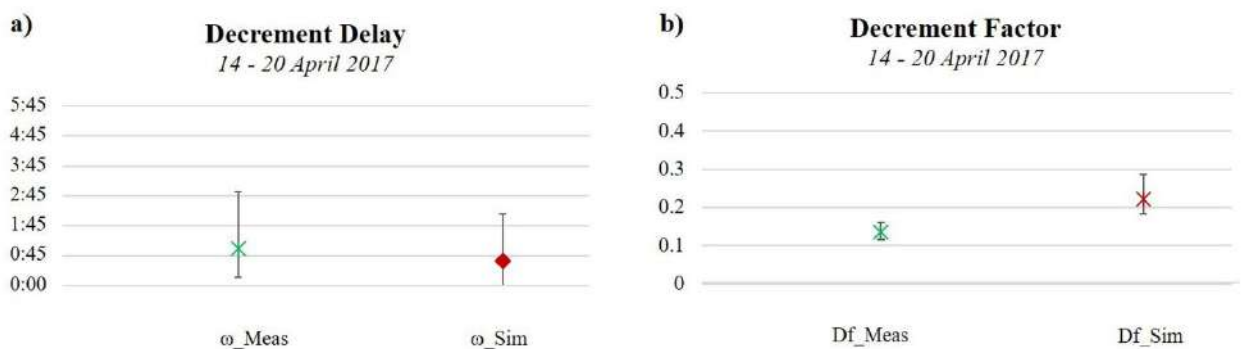 a)
Decrement Delay
14 - 20 April 2017
5:45
4:45
3:45
2:45
1:45
0:45
0:00
ω_Meas
ω_Sim
b)
Decrement Factor
14 - 20 April 2017
0.5
0.4
0.3
0.2
0.1
0
Df_Meas
Df_Sim